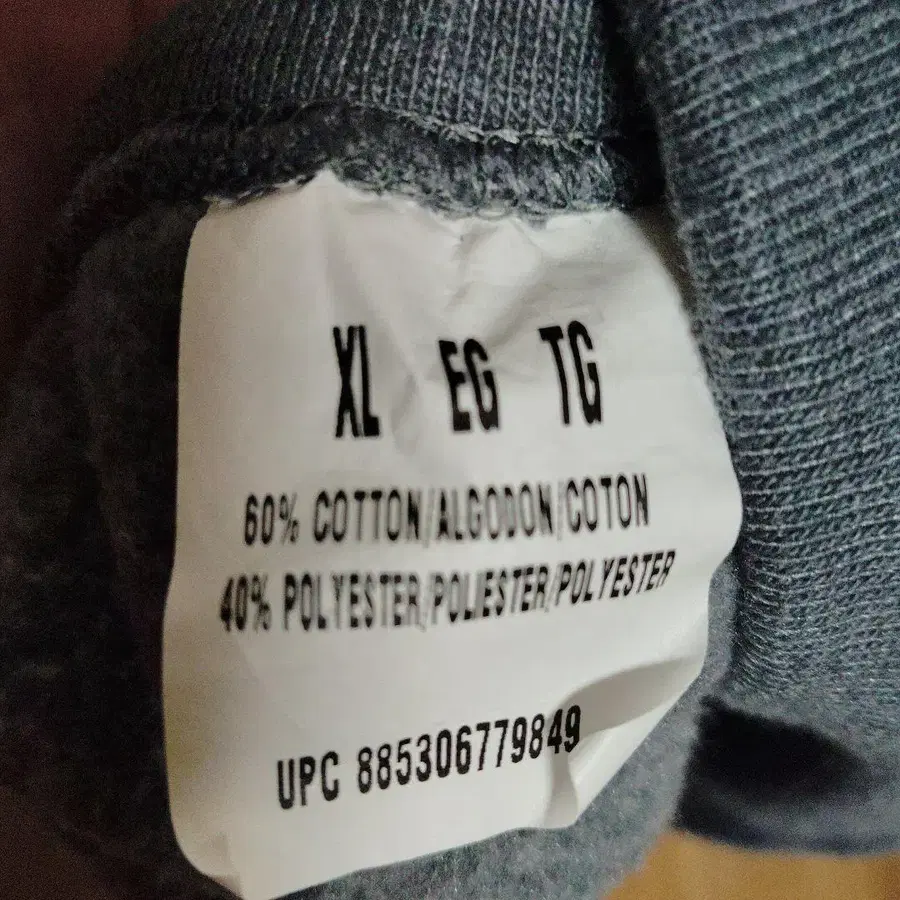 XL EG TG
60% COTTON/ALGODON/COTON
40% POLYESTER/POLIESTER/POLYESTER
UPC 885306779849